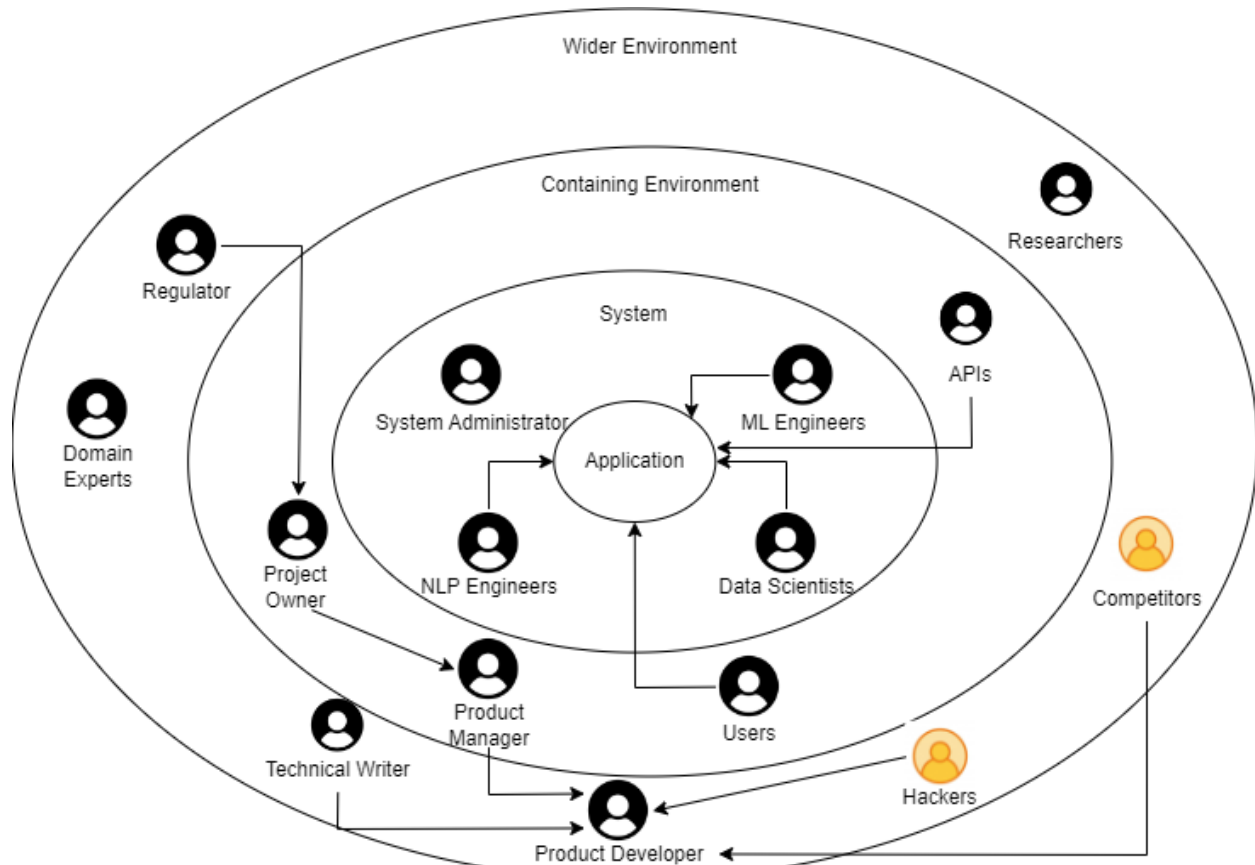 Wider Environment
Containing Environment
Researchers
Regulator
System
APIs
System Administrator
ML Engineers
Domain
Experts
Application
Project
Owner
NLP Engineers
Data Scientists
Competitors
Product
Manager
Users
Technical Writer
Hackers
Product Developer